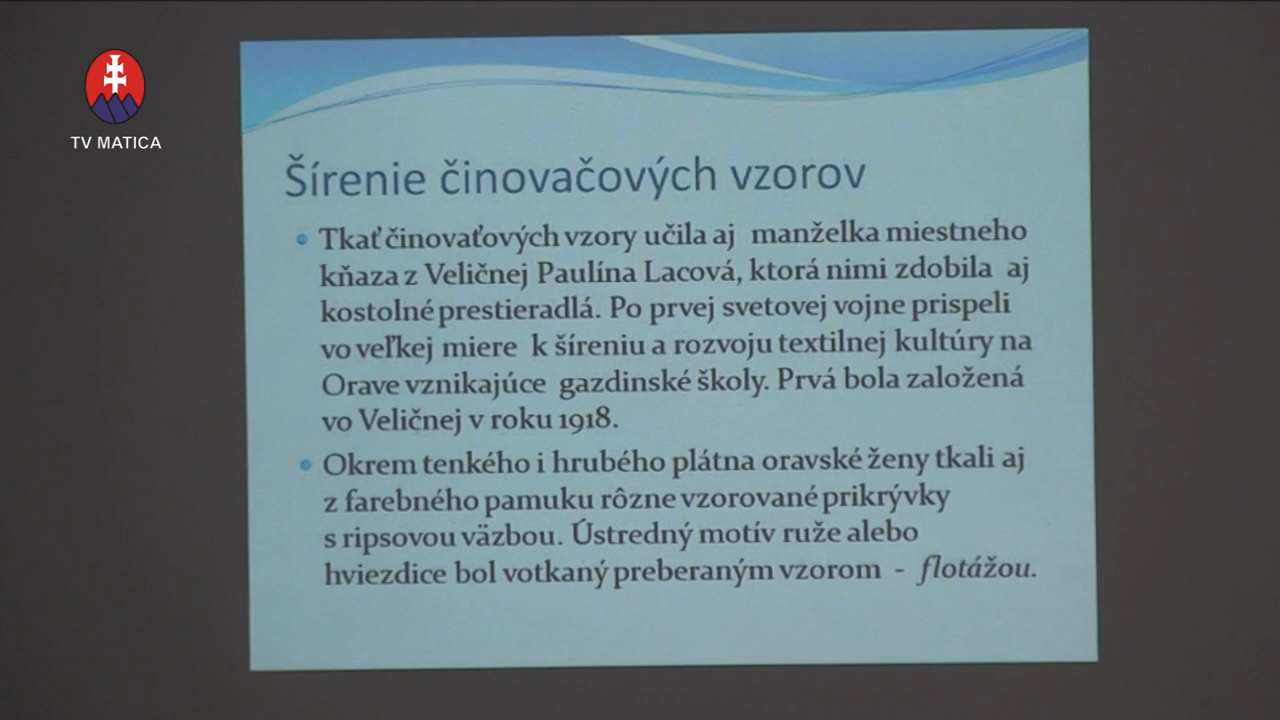 TV MATICA
Šírenie činovačových vzorov
Tkať činovaťových vzory učila aj manželka miestneho
kňaza z Veličnej Paulína Lacová, ktorá nimi zdobila aj
kostolné prestieradlá. Po prvej svetovej vojne prispeli
vo veľkej miere k šíreniu a rozvoju textilnej kultúry na
Orave vznikajúce gazdinské školy. Prvá bola založená
vo Veličnej v roku 1918.
Okrem tenkého i hrubého plátna oravské ženy tkali aj
z farebného pamuku rôzne vzorované prikrývky
s ripsovou väzbou. Ústredný motív ruže alebo
hviezdice bol votkaný preberaným vzorom - flotážou.